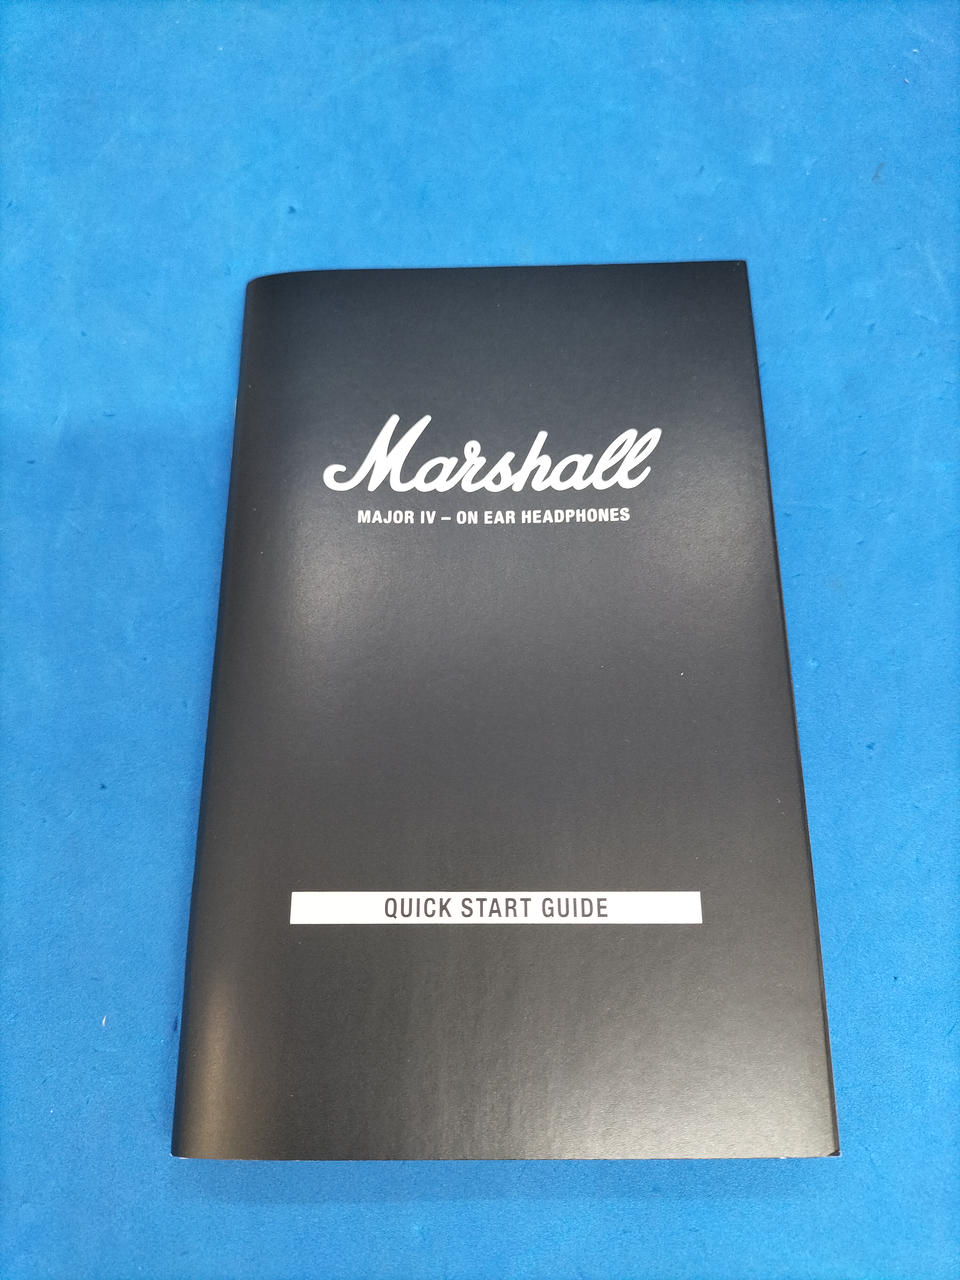 Marshall
MAJOR IV – ON EAR HEADPHONES
QUICK START GUIDE